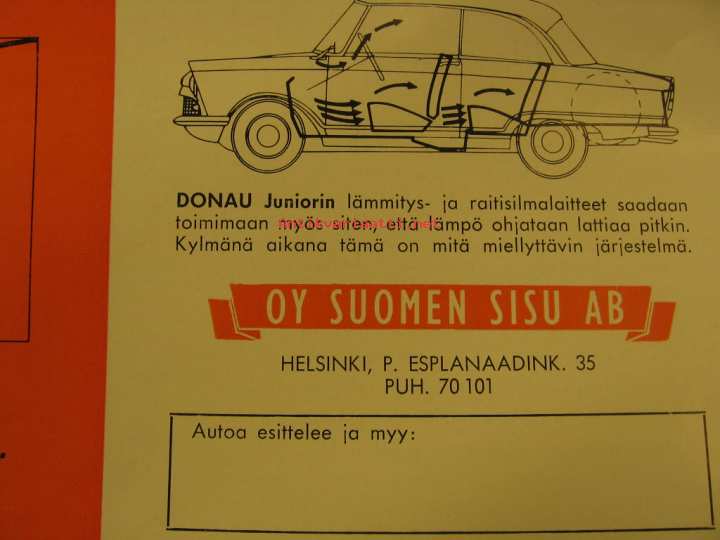 DONAU Juniorin lämmitys- ja raitisilmalaitteet saadaan
toimimaan myös siten, että lämpö ohjataan lattiaa pitkin.
Kylmänä aikana tämä on mitä miellyttävin järjestelmä.
OY SUOMEN SISU AB
HELSINKI, P. ESPLANAADINK. 35
PUH. 70 101
Autoa esittelee ja myy: